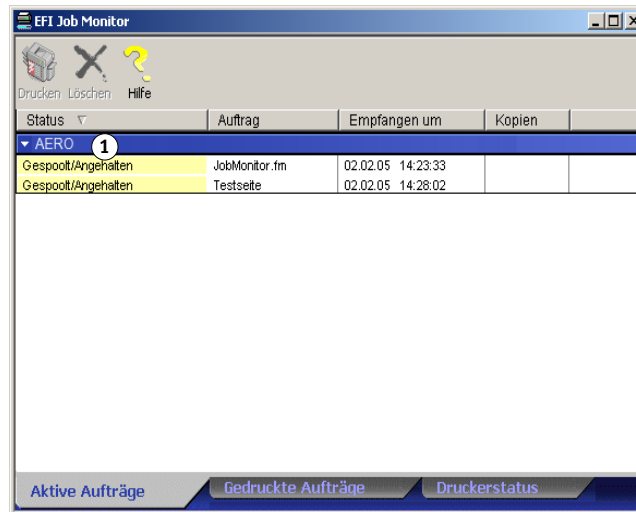 EFI Job Monitor
Drucken Löschen Hilfe
Status Auftrag Empfangen um Kopien
AERO 1
Gespoolt/Angehalten JobMonitor.fm 02.02.05 14:23:33
Gespoolt/Angehalten Testseite 02.02.05 14:28:02
Aktive Aufträge Gedruckte Aufträge Druckerstatus